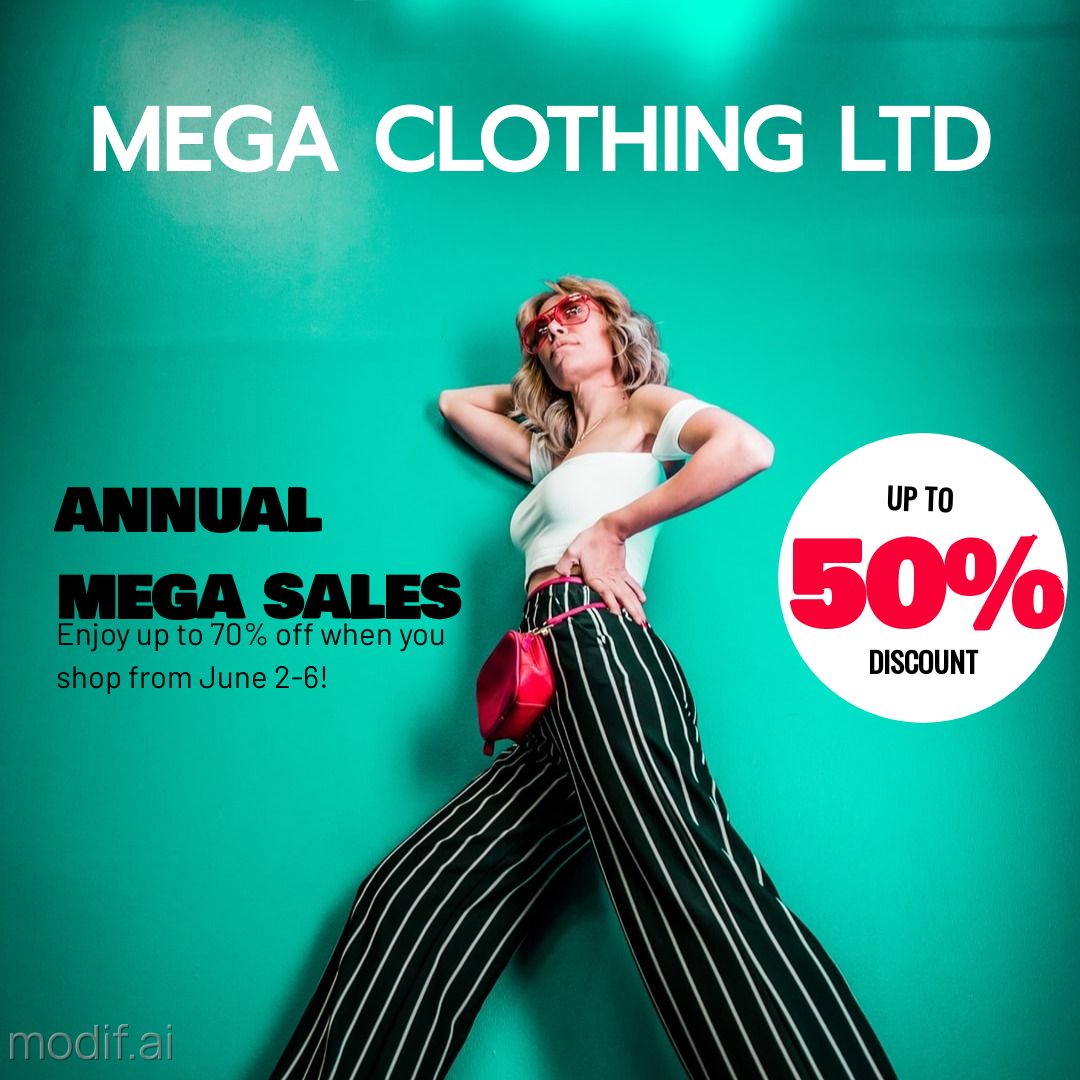 MEGA CLOTHING LTD
ANNUAL
MEGA SALES
Enjoy up to 70% off when you
shop from June 2-6!
UP TO
50%
DISCOUNT
modif.ai